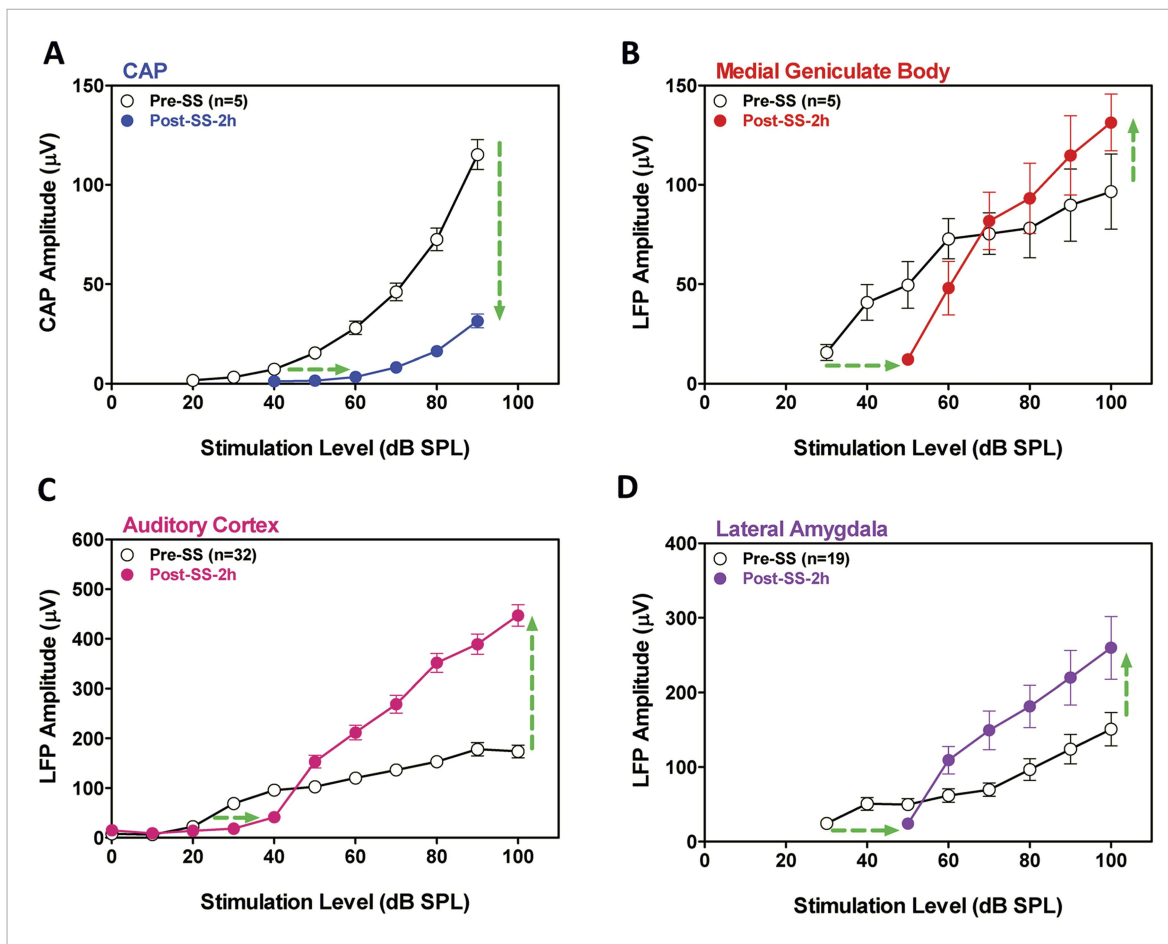 A
CAP
Pre-SS (n=5)
Post-SS-2h
CAP Amplitude (µV)
150
100
50
0
0 20 40 60 80 100
Stimulation Level (dB SPL)
B
Medial Geniculate Body
Pre-SS (n=5)
Post-SS-2h
LFP Amplitude (µV)
150
100
50
0
0 20 40 60 80 100
Stimulation Level (dB SPL)
C
Auditory Cortex
Pre-SS (n=32)
Post-SS-2h
LFP Amplitude (µV)
600
500
400
300
200
100
0
0 20 40 60 80 100
Stimulation Level (dB SPL)
D
Lateral Amygdala
Pre-SS (n=19)
Post-SS-2h
LFP Amplitude (µV)
400
300
200
100
0
0 20 40 60 80 100
Stimulation Level (dB SPL)